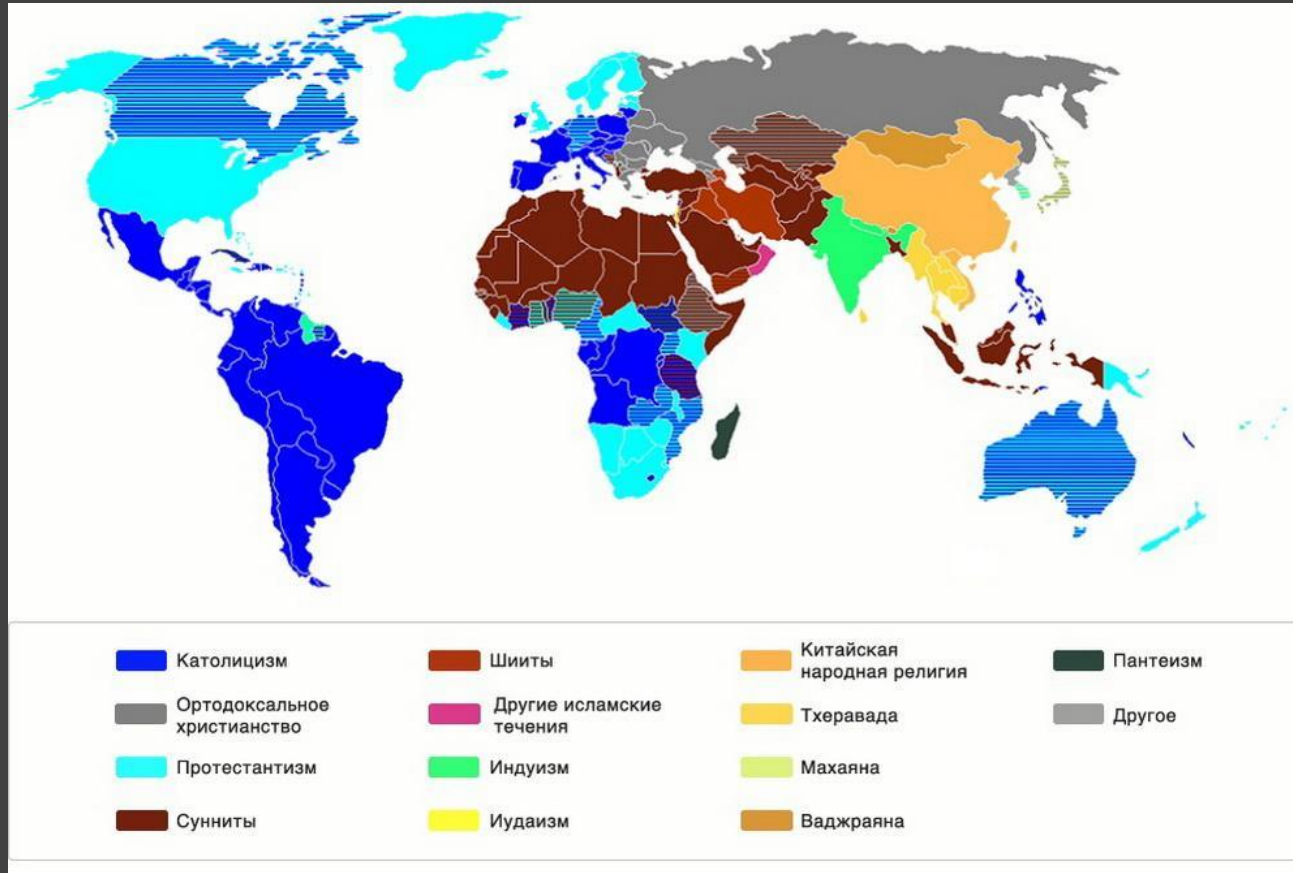 Католицизм
Ортодоксальное
христианство
Протестантизм
Сунниты
Шииты
Другие исламские
течения
Индуизм
Иудаизм
Китайская
народная религия
Тхеравада
Махаяна
Ваджраяна
Пантеизм
Другое